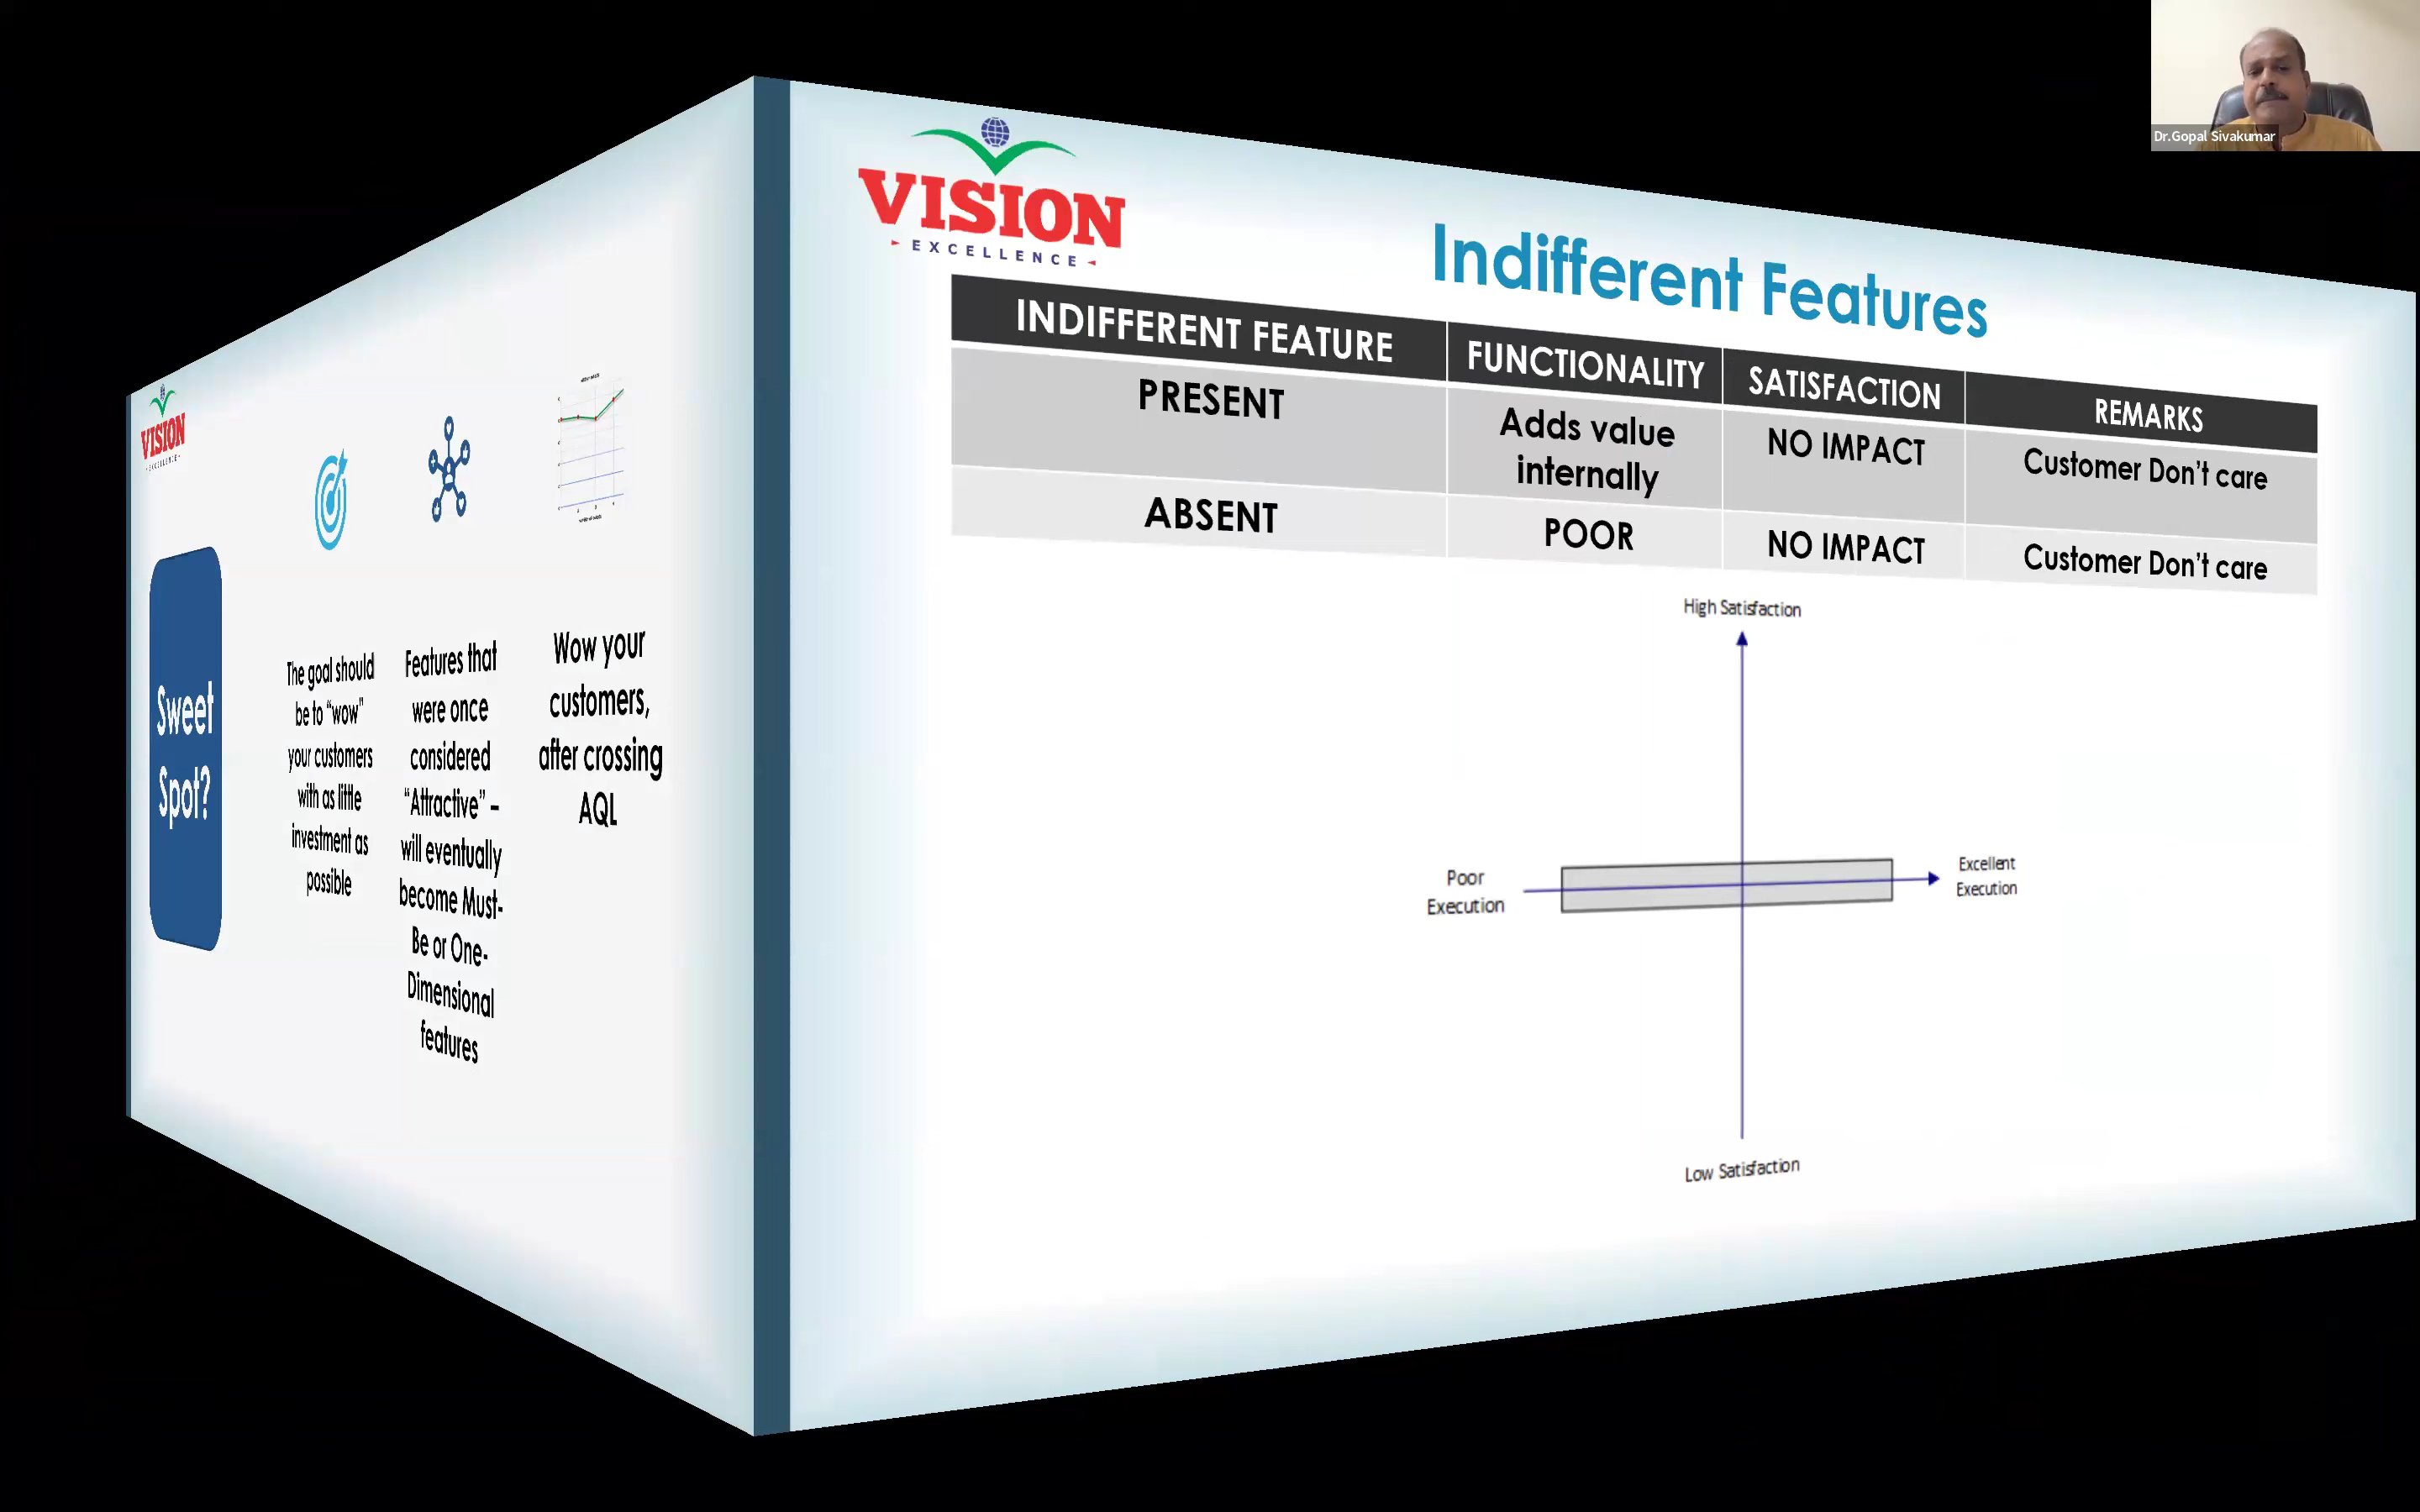 VISION
EXCELLENCE
Sweet
Spot?
The goal should
be to “wow”
your customers
with as little
investment as
possible
Features that
were once
considered
“Attractive” –
will eventually
become Must-
Be or One-
Dimensional
features
Wow your
customers,
after crossing
AQL
VISION
EXCELLENCE
Indifferent Features
INDIFFERENT FEATURE FUNCTIONALITY SATISFACTION REMARKS
PRESENT Adds value NO IMPACT Customer Don’t care
internally
ABSENT POOR NO IMPACT Customer Don’t care
High Satisfaction
Poor
Execution
Excellent
Execution
Low Satisfaction
Dr.Gopal Sivakumar